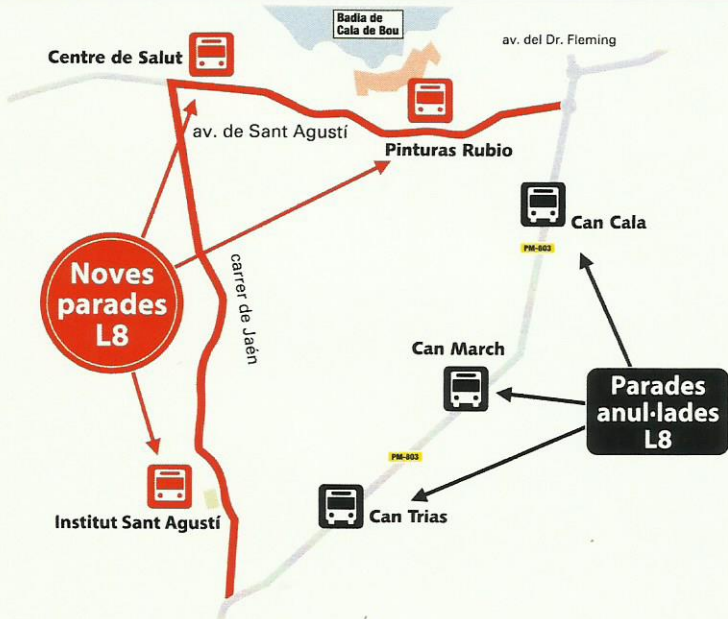 Badia de
Cala de Bou
av. del Dr. Fleming
Centre de Salut
av. de Sant Agustí
Pinturas Rubio
Can Cala
PM-803
Noves
parades
L8
carrer de Jaén
Can March
Parades
anul·lades
L8
PM-803
Institut Sant Agustí
Can Trias